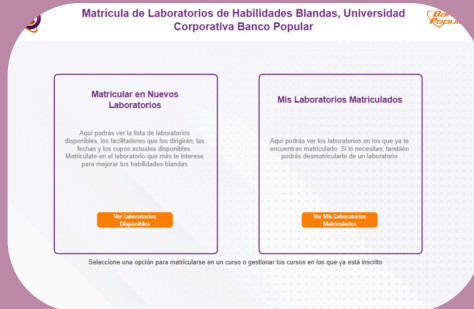 Matrícula de Laboratorios de Habilidades Blandas, Universidad
Corporativa Banco Popular
Matricular en Nuevos
Laboratorios
Aquí podrás ver la lista de laboratorios
disponibles, los facilitadores que los dirigirán, las
fechas y los cupos actuales disponibles.
Matricúlate en el laboratorio que más te interese
para mejorar tus habilidades blandas
Ver Laboratorios
Disponibles
Mis Laboratorios Matriculados
Aquí podrás ver los laboratorios en los que ya te
encuentras matriculado. Si lo necesitas, también
podrás desmatricularte de un laboratorio
Ver Mis Laboratorios
Matriculados
Seleccione una opción para matricularse en un curso o gestionar los cursos en los que ya está inscrito